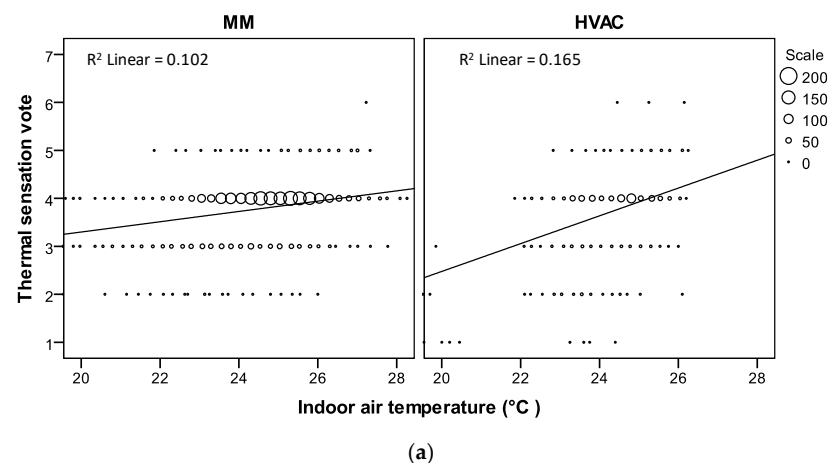 MM HVAC
R² Linear = 0.102 R² Linear = 0.165
Scale
200
150
100
50
0
7
6
5
4
3
2
1
Thermal sensation vote
20 22 24 26 28 20 22 24 26 28
Indoor air temperature (°C )
(a)